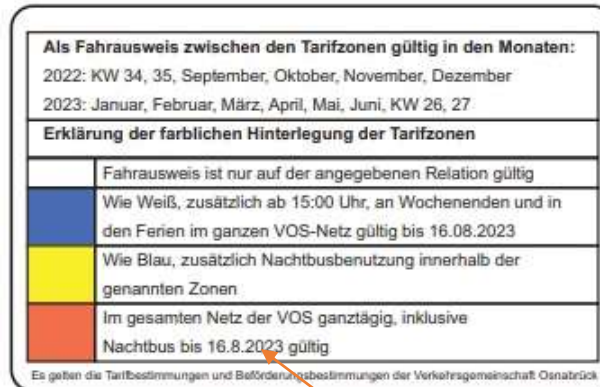 Als Fahrausweis zwischen den Tarifzonen gültig in den Monaten:
2022: KW 34, 35, September, Oktober, November, Dezember
2023: Januar, Februar, März, April, Mai, Juni, KW 26, 27
Erklärung der farblichen Hinterlegung der Tarifzonen
Fahrausweis ist nur auf der angegebenen Relation gültig
Wie Weiß, zusätzlich ab 15:00 Uhr, an Wochenenden und in
den Ferien im ganzen VOS-Netz gültig bis 16.08.2023
Wie Blau, zusätzlich Nachtbusbenutzung innerhalb der
genannten Zonen
Im gesamten Netz der VOS ganztägig, inklusive
Nachtbus bis 16.8.2023 gültig
Es gelten die Tarifbestimmungen und Beförderungsbestimmungen der Verkehrsgemeinschaft Osnabrück